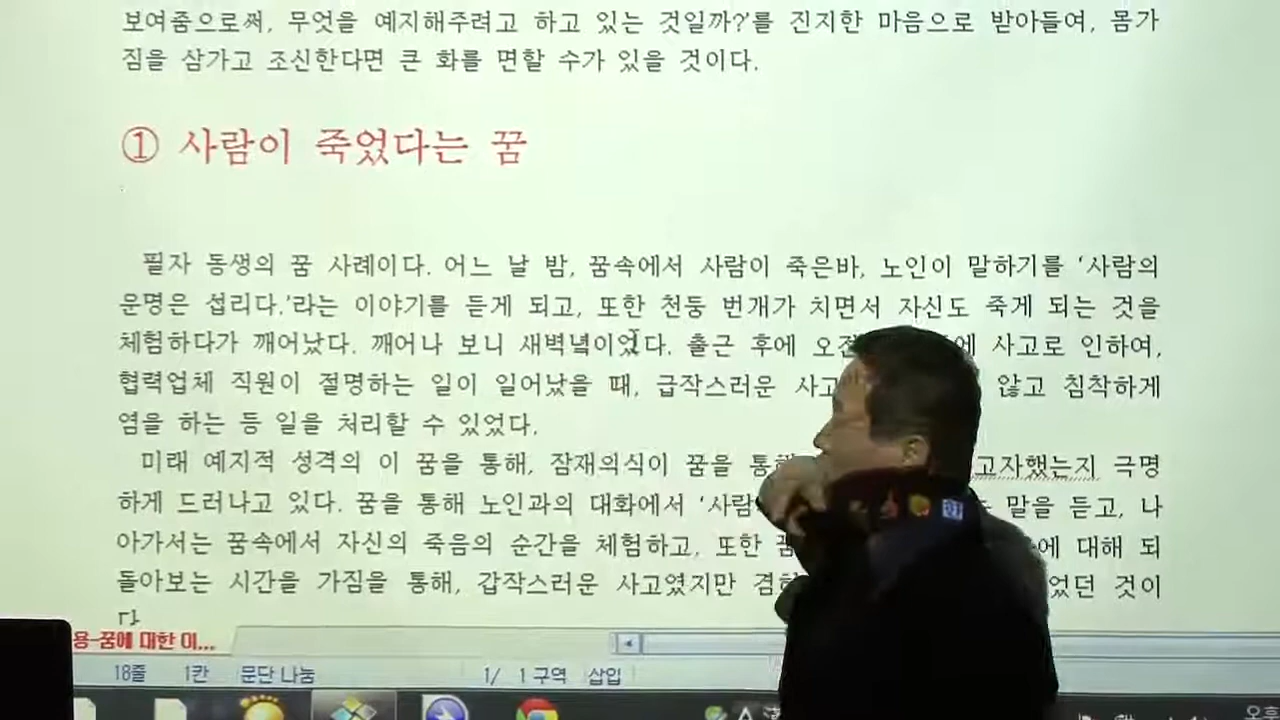 보여줌으로써, 무엇을 예지해주려고 하고 있는 것일까?'를 진지한 마음으로 받아들여, 몸가
짐을 삼가고 조신한다면 큰 화를 면할 수가 있을 것이다.
① 사람이 죽었다는 꿈
필자 동생의 꿈 사례이다. 어느 날 밤, 꿈속에서 사람이 죽은바, 노인이 말하기를 '사람의
운명은 섭리다.'라는 이야기를 듣게 되고, 또한 천둥 번개가 치면서 자신도 죽게 되는 것을
체험하다가 깨어났다. 깨어나 보니 새벽녘이었다. 출근 후에 오전 에 사고로 인하여,
협력업체 직원이 절명하는 일이 일어났을 때, 급작스러운 사고 않고 침착하게
염을 하는 등 일을 처리할 수 있었다.
미래 예지적 성격의 이 꿈을 통해, 잠재의식이 꿈을 통해 고자했는지 극명
하게 드러나고 있다. 꿈을 통해 노인과의 대화에서 '사람 는 말을 듣고, 나
아가서는 꿈속에서 자신의 죽음의 순간을 체험하고, 또한 꿈 에 대해 되
돌아보는 시간을 가짐을 통해, 갑작스러운 사고였지만 겸허 었던 것이
다
용-꿈에 대한 이...
18줄 1칸 문단 나눔 1/ 1 구역 삽입
오후